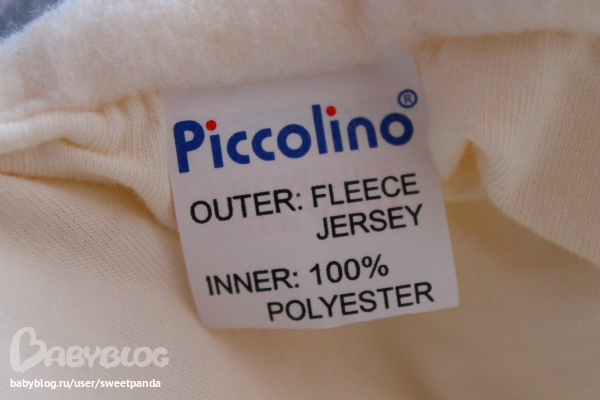 Piccolino®
OUTER: FLEECE
JERSEY
INNER: 100%
POLYESTER
BABYBLOG
babyblog.ru/user/sweetpanda